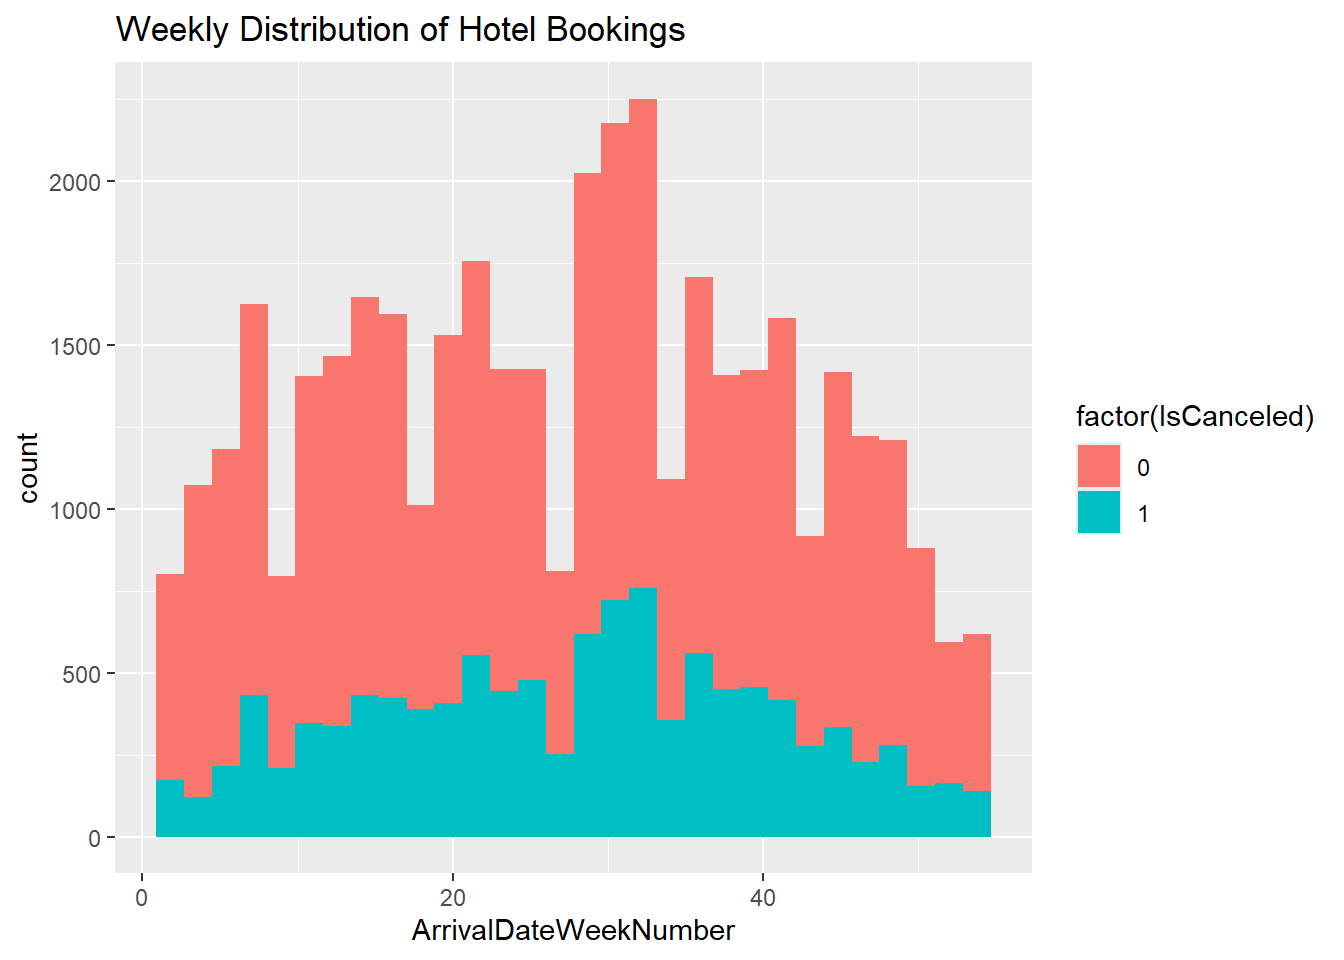 Weekly Distribution of Hotel Bookings
2000
1500
1000
500
0
count
0 20 40
ArrivalDateWeekNumber
factor(IsCanceled)
0
1